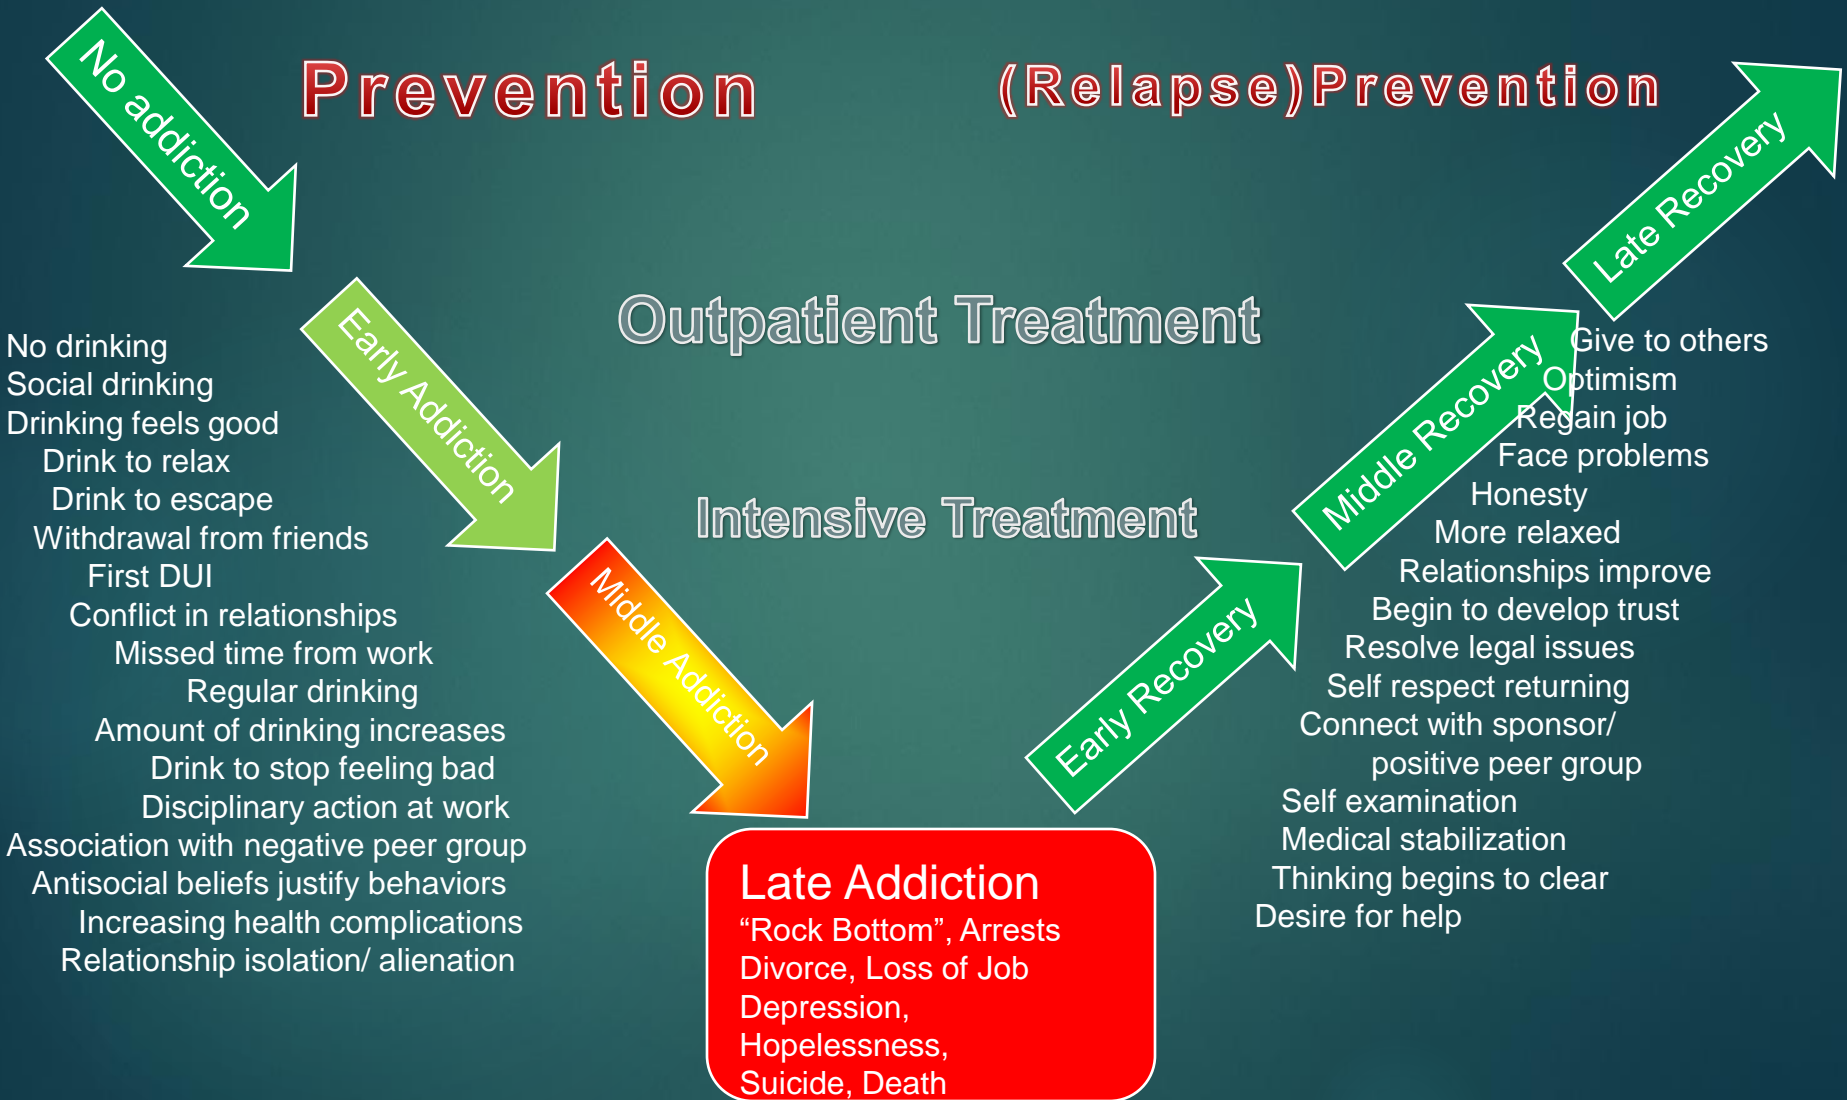 No addiction
Prevention
(Relapse)Prevention
Late Recovery
Outpatient Treatment
Early Addiction
Middle Recovery
Intensive Treatment
Middle Addiction
Early Recovery
No drinking
Social drinking
Drinking feels good
Drink to relax
Drink to escape
Withdrawal from friends
First DUI
Conflict in relationships
Missed time from work
Regular drinking
Amount of drinking increases
Drink to stop feeling bad
Disciplinary action at work
Association with negative peer group
Antisocial beliefs justify behaviors
Increasing health complications
Relationship isolation/ alienation
Late Addiction
“Rock Bottom”, Arrests
Divorce, Loss of Job
Depression,
Hopelessness,
Suicide, Death
Give to others
Optimism
Regain job
Face problems
Honesty
More relaxed
Relationships improve
Begin to develop trust
Resolve legal issues
Self respect returning
Connect with sponsor/
positive peer group
Self examination
Medical stabilization
Thinking begins to clear
Desire for help